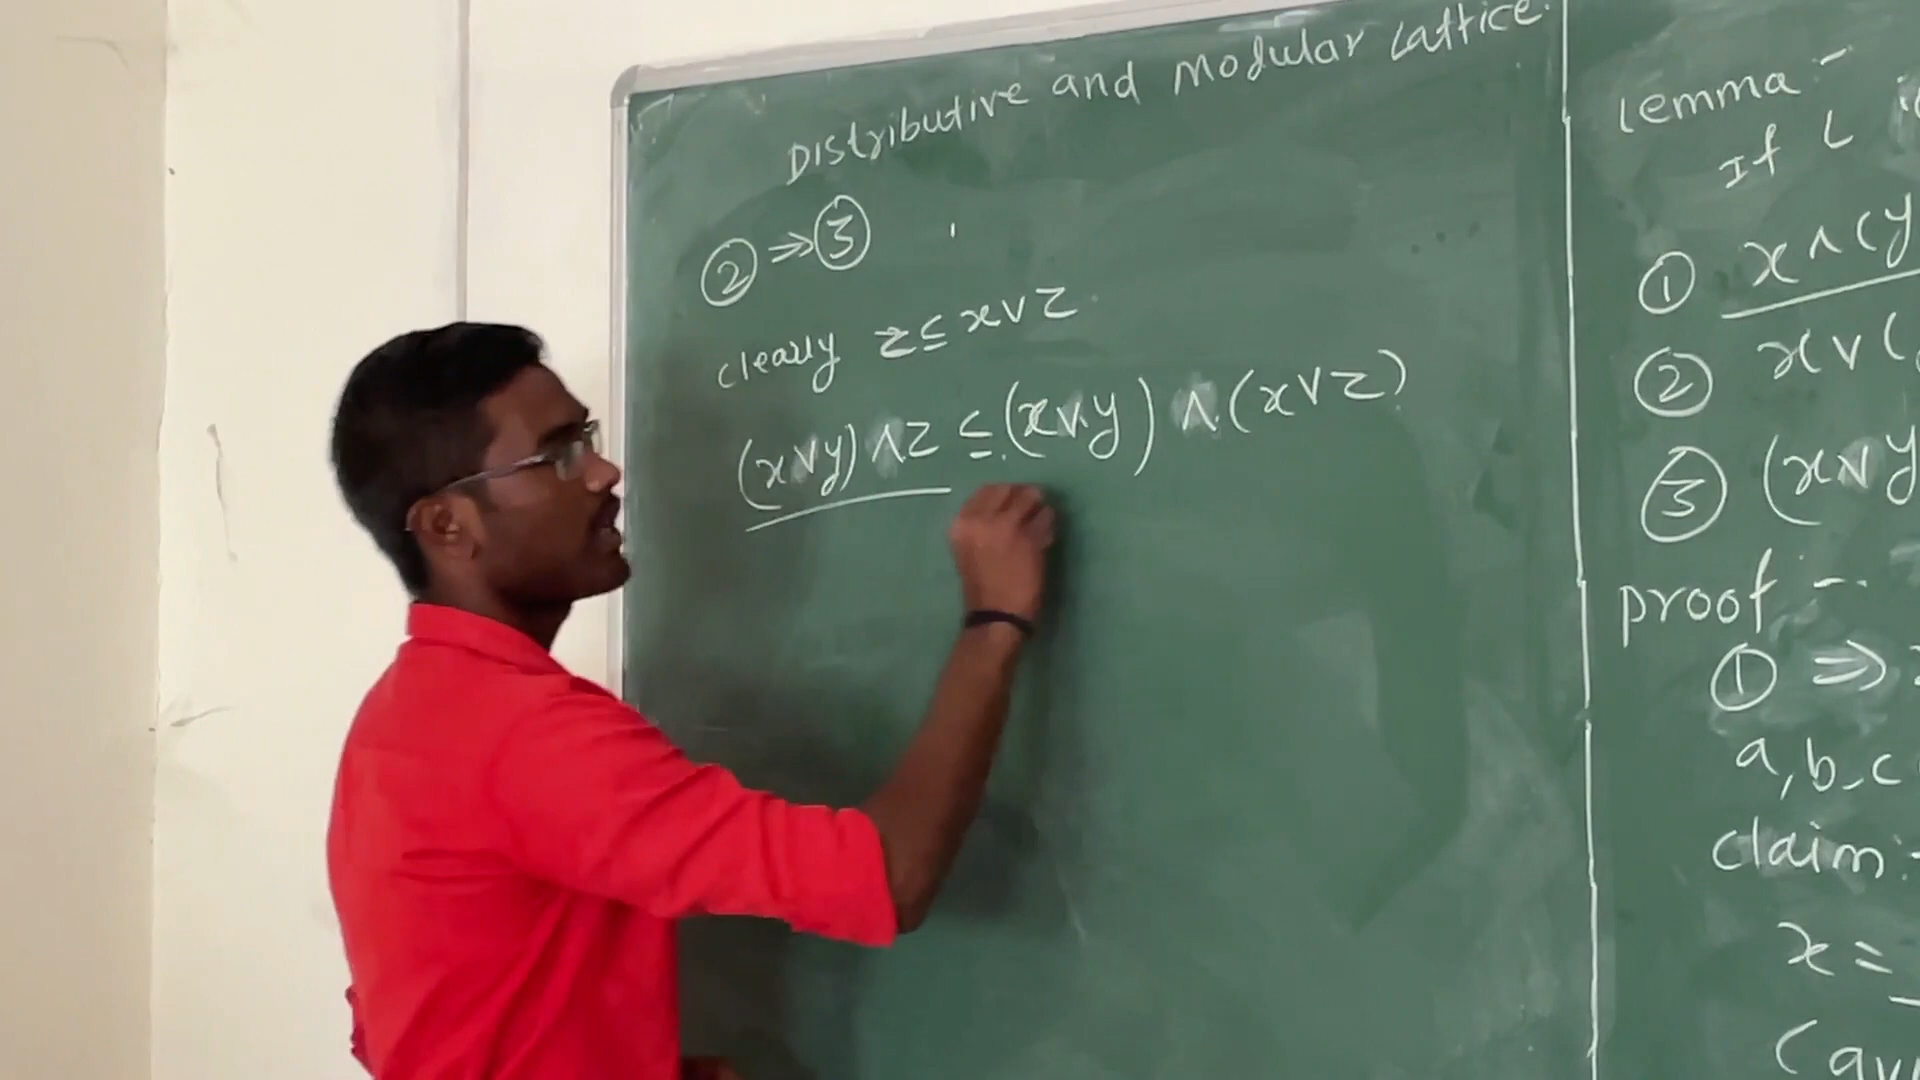 Distributive and Modular Lattice.
② ⇒ ③
clearly z ≤ x∨z
(x∨y)∧z ≤ (x∨y) ∧ (x∨z)
Lemma :-
If L
① x∧(y
② x∨(
③ (x∨y
proof :-
① ⇒
a, b, c
claim :-
x =
(a∨